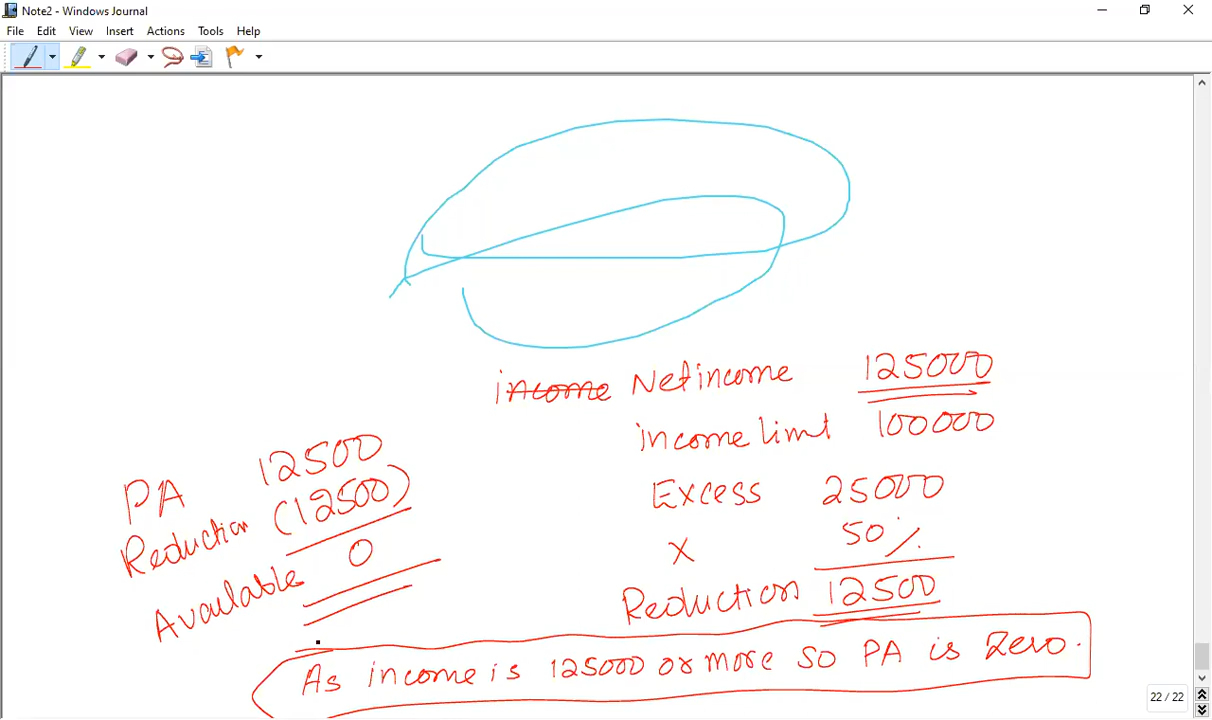 Note2 - Windows Journal
File Edit View Insert Actions Tools Help
income Net income 125000
income limit 100000
Excess 25000
X 50%
Reduction 12500
PA 12500
Reduction (12500)
Available 0
As income is 125000 or more so PA is Zero.
22 / 22